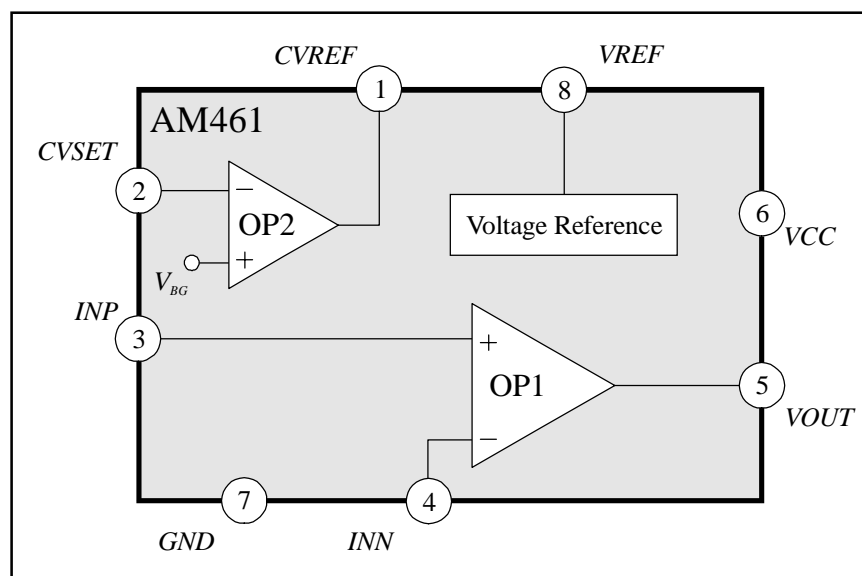 CVREF
VREF
1
8
AM461
CVSET
2
−
OP2
+
V_BG
Voltage Reference
6
VCC
INP
3
+
OP1
−
5
VOUT
7
4
GND
INN